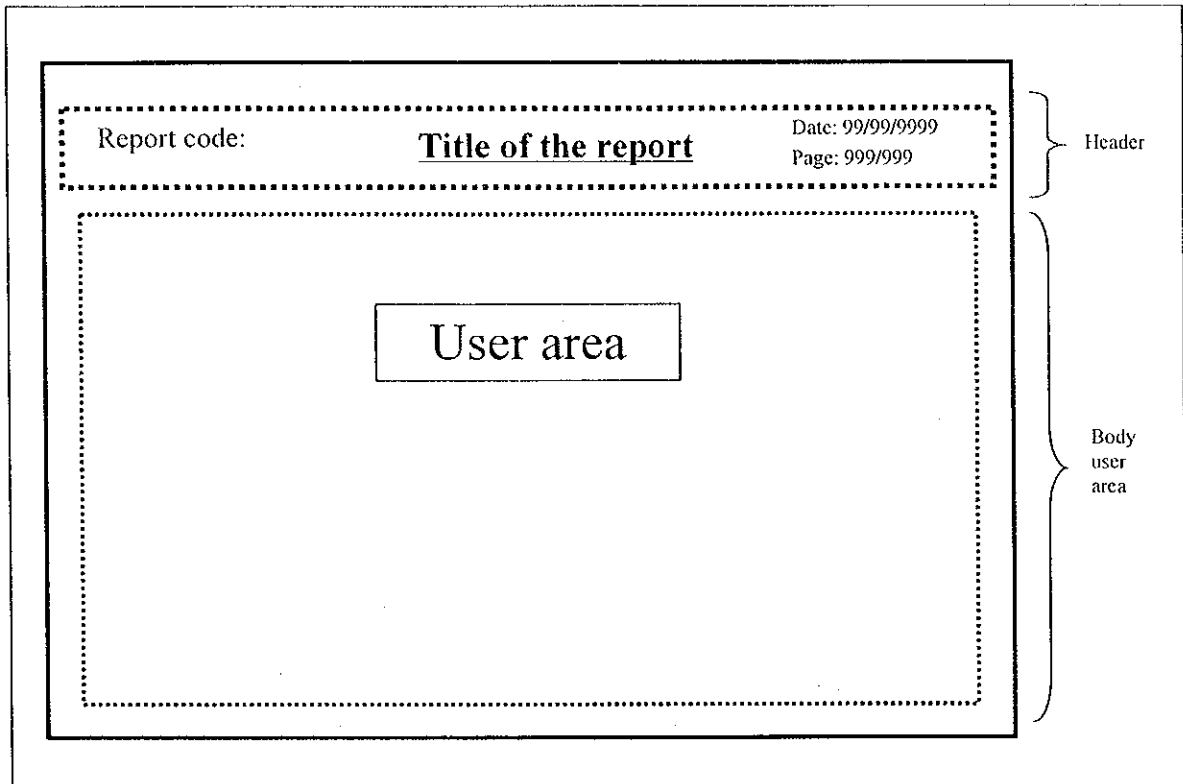 Report code:
Title of the report
Date: 99/99/9999
Page: 999/999
Header
User area
Body
user
area